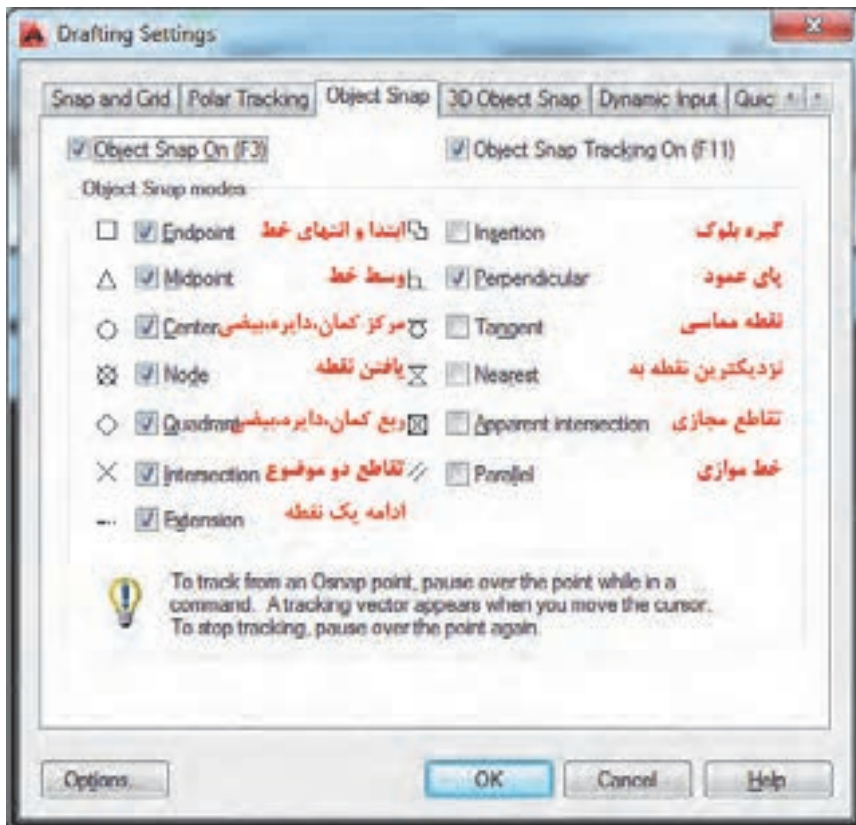 Drafting Settings
Snap and Grid Polar Tracking Object Snap 3D Object Snap Dynamic Input Quic
Object Snap On (F3) Object Snap Tracking On (F11)
Object Snap modes
Endpoint ابتدا و انتهای خط Insertion گیره بلوک
Midpoint وسط خط Perpendicular پای عمود
Center مرکز کمان،دایره،بیضی Tangent نقطه مماسی
Node یافتن نقطه Nearest نزدیکترین نقطه به
Quadrant ربع کمان،دایره،بیضی Apparent intersection تقاطع مجازی
Intersection تقاطع دو موضوع Parallel خط موازی
Extension ادامه یک نقطه
To track from an Osnap point, pause over the point while in a
command. A tracking vector appears when you move the cursor.
To stop tracking, pause over the point again.
Options... OK Cancel Help